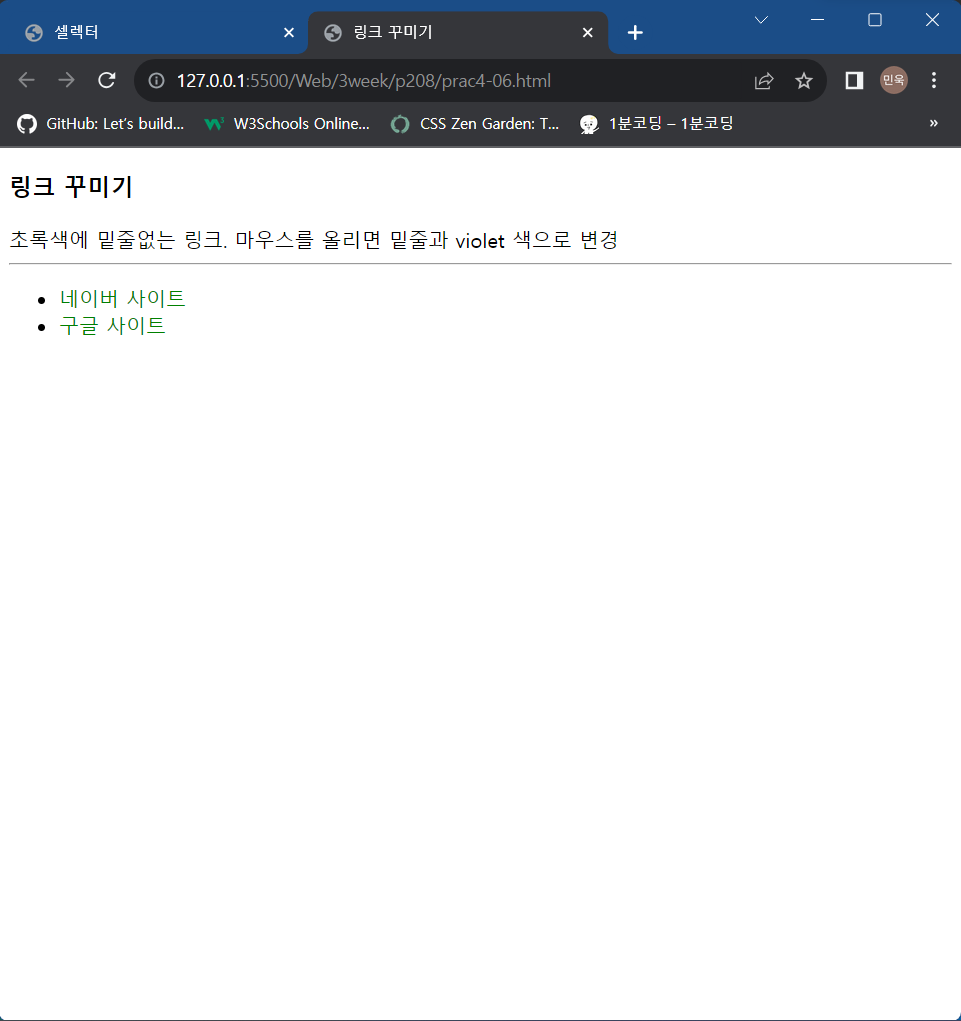 셀렉터
링크 꾸미기
127.0.0.1:5500/Web/3week/p208/prac4-06.html
민욱
GitHub: Let's build...
W3Schools Online...
CSS Zen Garden: T...
1분코딩 – 1분코딩
»
링크 꾸미기
초록색에 밑줄없는 링크. 마우스를 올리면 밑줄과 violet 색으로 변경
• 네이버 사이트
• 구글 사이트